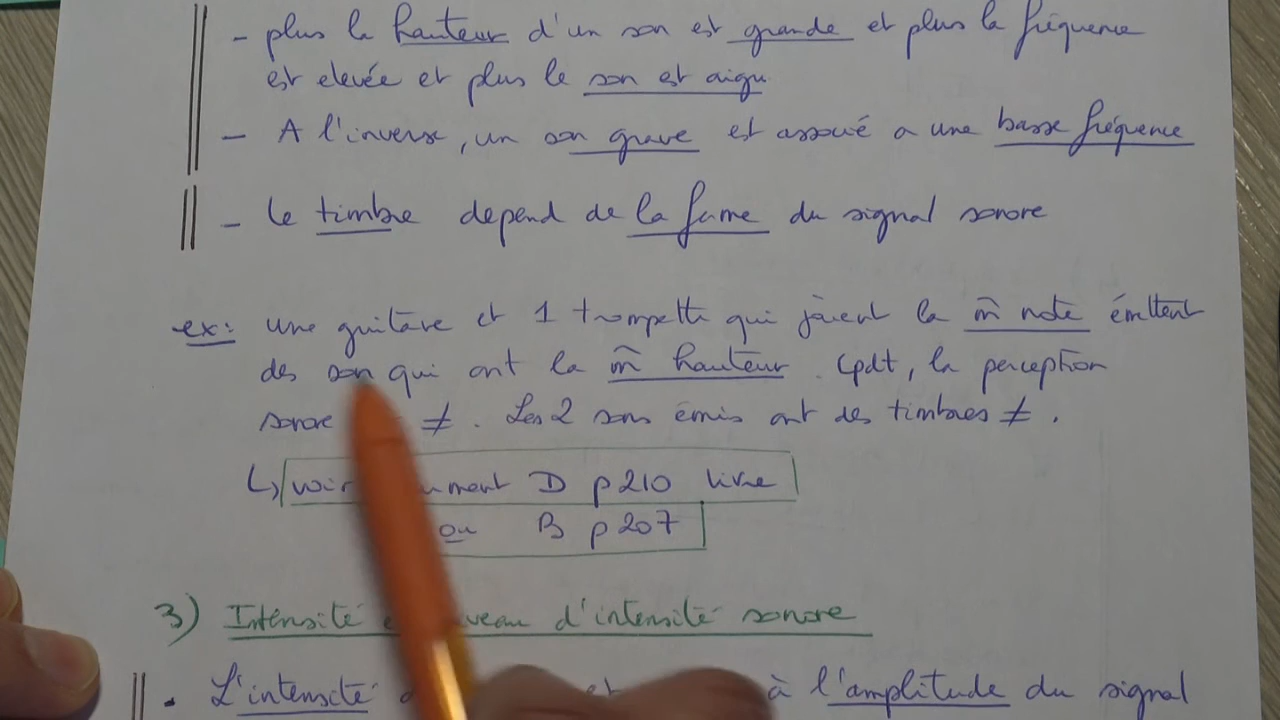 - plus la hauteur d'un son est grande et plus la fréquence
est elevée et plus le son est aigu
- A l'inverse, un son grave est associé a une basse fréquence
- le timbre depend de la forme du signal sonore
ex: une guitare et 1 trompette qui jouent la m̃ note émettent
des son qui ont la m̃ hauteur. Cpdt, la perception
sonore ≠. Les 2 sons émis ont des timbres ≠.
↳ voir D p210 livre
ou B p207
3) Intensité d'intensité sonore
• L'intensité à l'amplitude du signal